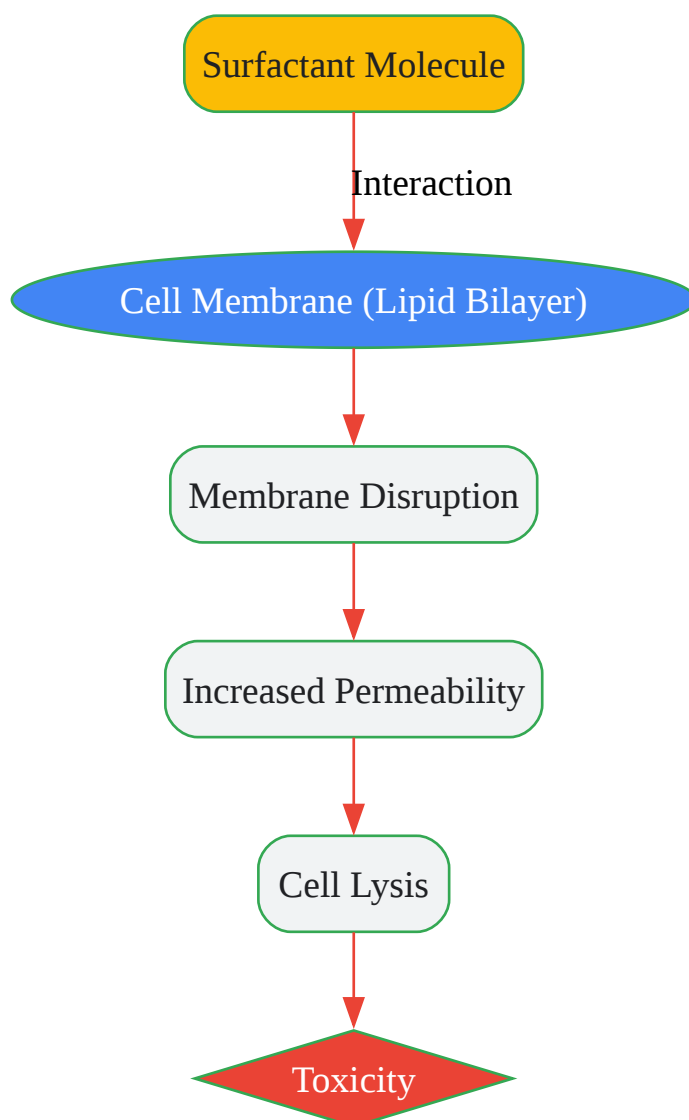 Surfactant Molecule
Interaction
Cell Membrane (Lipid Bilayer)
Membrane Disruption
Increased Permeability
Cell Lysis
Toxicity